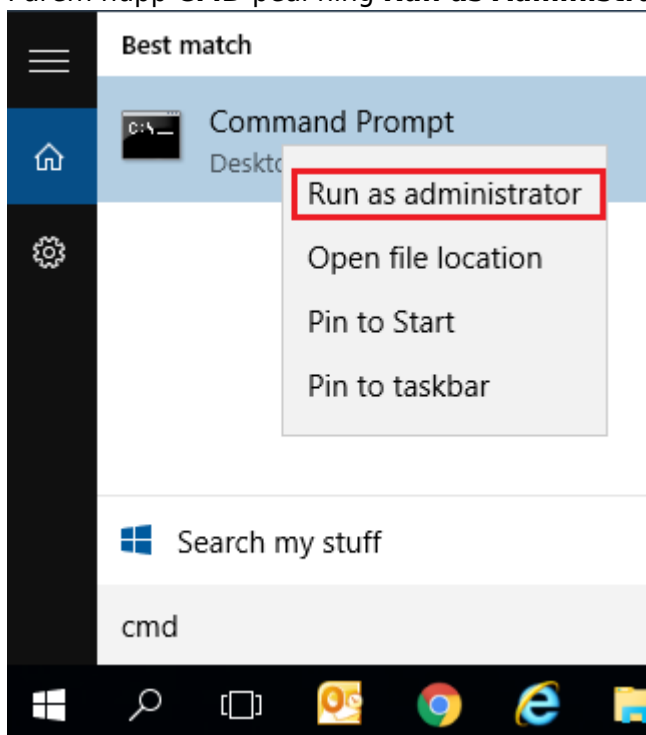 Best match
Command Prompt
Run as administrator
Open file location
Pin to Start
Pin to taskbar
Search my stuff
cmd